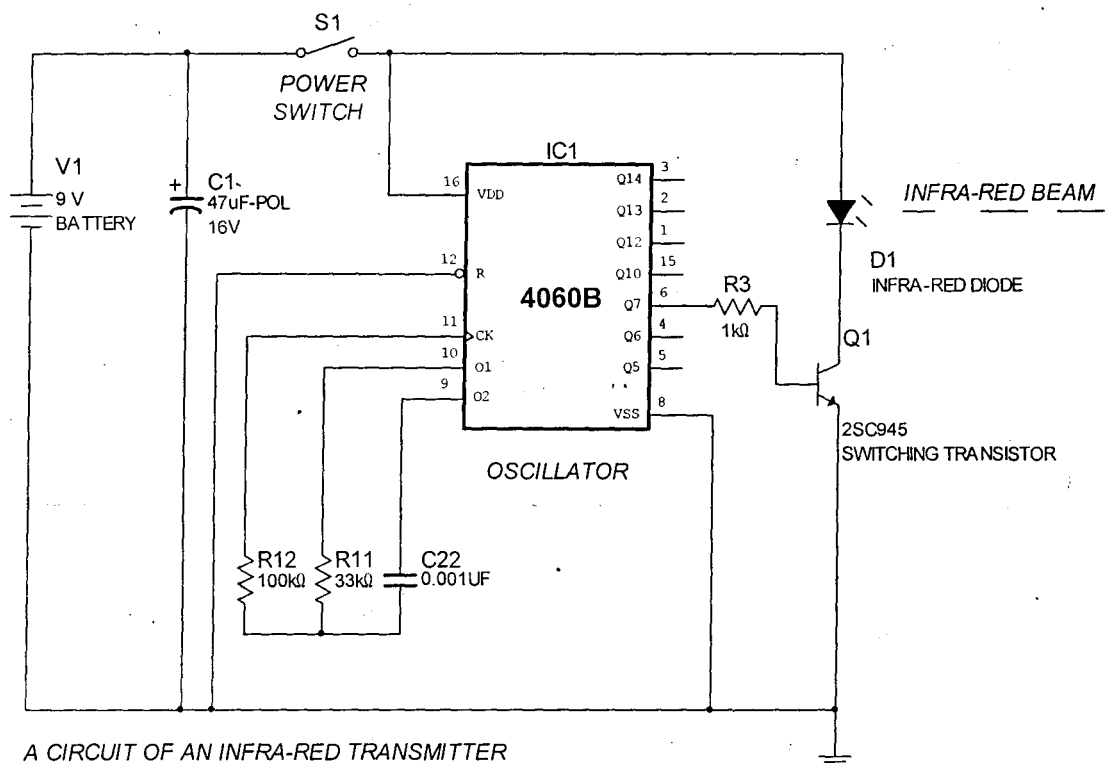 S1
POWER
SWITCH
V1
9 V
BATTERY
+
C1
47uF-POL
16V
IC1
16
VDD
12
R
11
CK
10
O1
9
O2
4060B
Q14
3
Q13
2
Q12
1
Q10
15
Q7
6
Q6
4
Q5
5
VSS
8
OSCILLATOR
R3
1kΩ
INFRA-RED BEAM
D1
INFRA-RED DIODE
Q1
2SC945
SWITCHING TRANSISTOR
R12
100kΩ
R11
33kΩ
C22
0.001UF
A CIRCUIT OF AN INFRA-RED TRANSMITTER